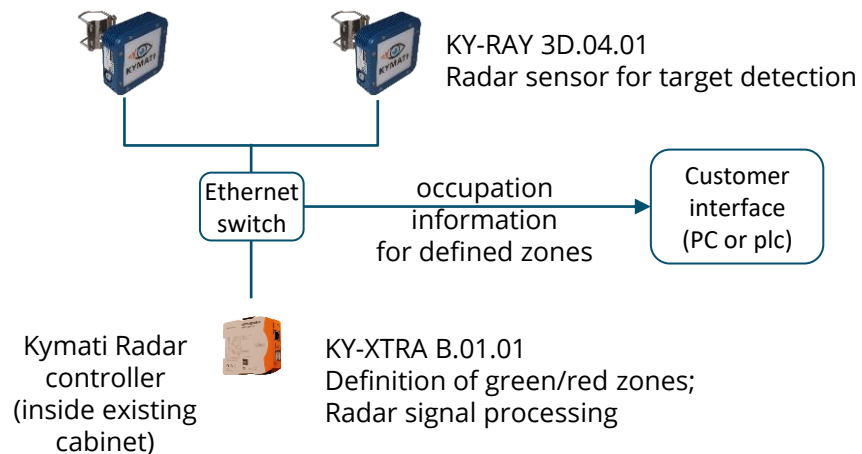 KYMATI
KYMATI
KY-RAY 3D.04.01
Radar sensor for target detection
Ethernet
switch
occupation
information
for defined zones
Customer
interface
(PC or plc)
Kymati Radar
controller
(inside existing
cabinet)
KY-XTRA B.01.01
Definition of green/red zones;
Radar signal processing